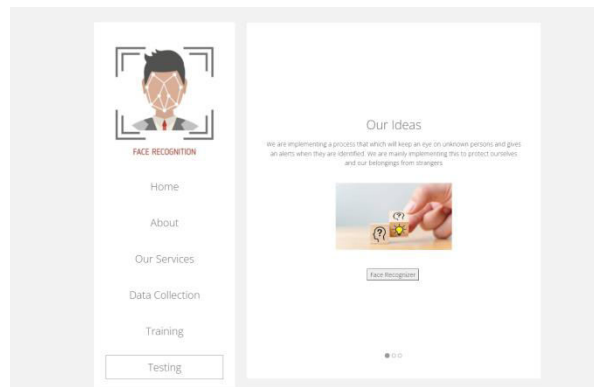 FACE RECOGNITION
Home
About
Our Services
Data Collection
Training
Testing
Our Ideas
We are implementing a process that which will keep an eye on unknown persons and gives
an alerts when they are identified. We are mainly implementing this to protect ourselves
and our belongings from strangers
Face Recognizer